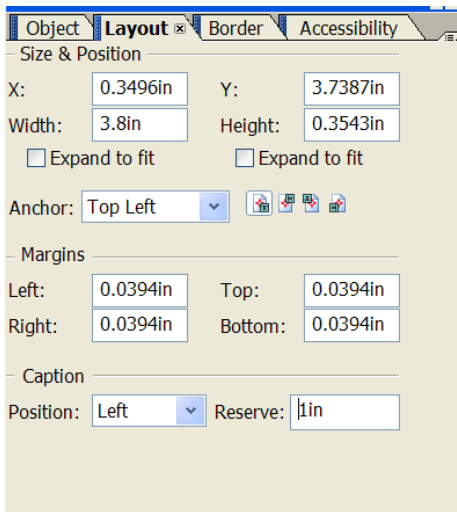 Object Layout Border Accessibility
Size & Position
X: 0.3496in Y: 3.7387in
Width: 3.8in Height: 0.3543in
Expand to fit Expand to fit
Anchor: Top Left
Margins
Left: 0.0394in Top: 0.0394in
Right: 0.0394in Bottom: 0.0394in
Caption
Position: Left Reserve: 1in